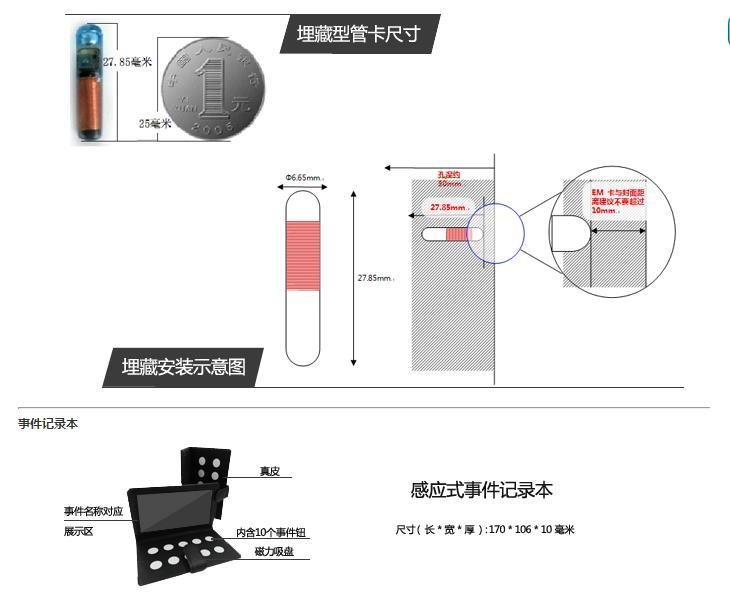 埋藏型管卡尺寸
27.85毫米
25毫米
中国人民银行
1
元
YI
YUAN
2005
Φ6.65mm.
27.85mm.
孔深约
30mm.
27.85mm.
EM 卡与封面距
离建议不要超过
10mm.
埋藏安装示意图
事件记录本
真皮
事件名称对应
展示区
内含10个事件钮
磁力吸盘
感应式事件记录本
尺寸( 长 * 宽 * 厚 ) : 170 * 106 * 10 毫米